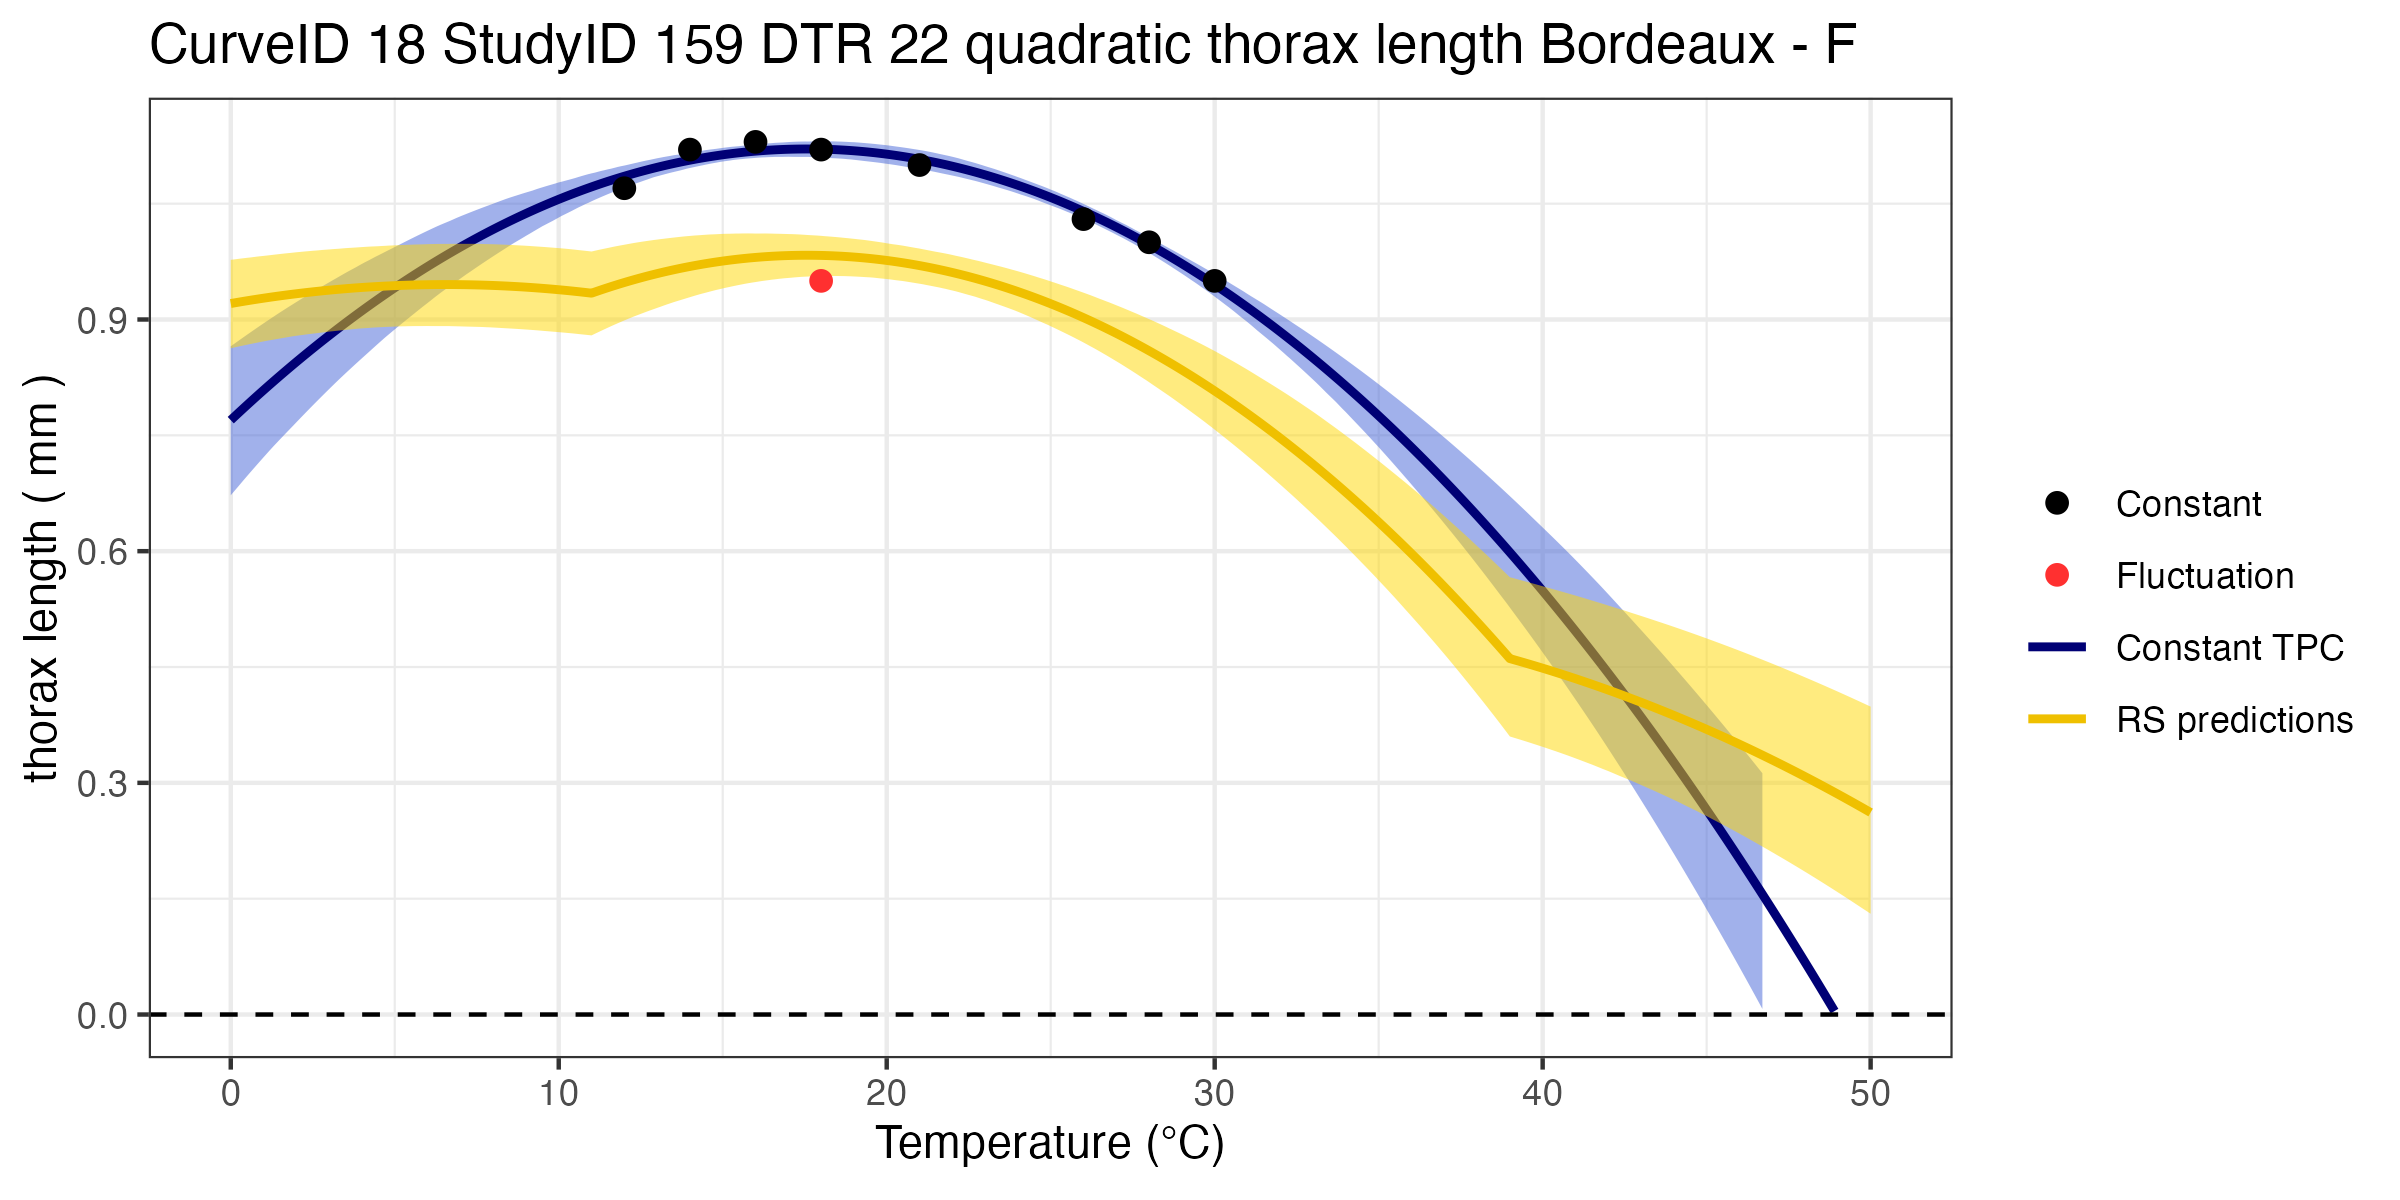 CurveID 18 StudyID 159 DTR 22 quadratic thorax length Bordeaux - F
thorax length ( mm )
0.9
0.6
0.3
0.0
0
10
20
30
40
50
Temperature (°C)
Constant
Fluctuation
Constant TPC
RS predictions